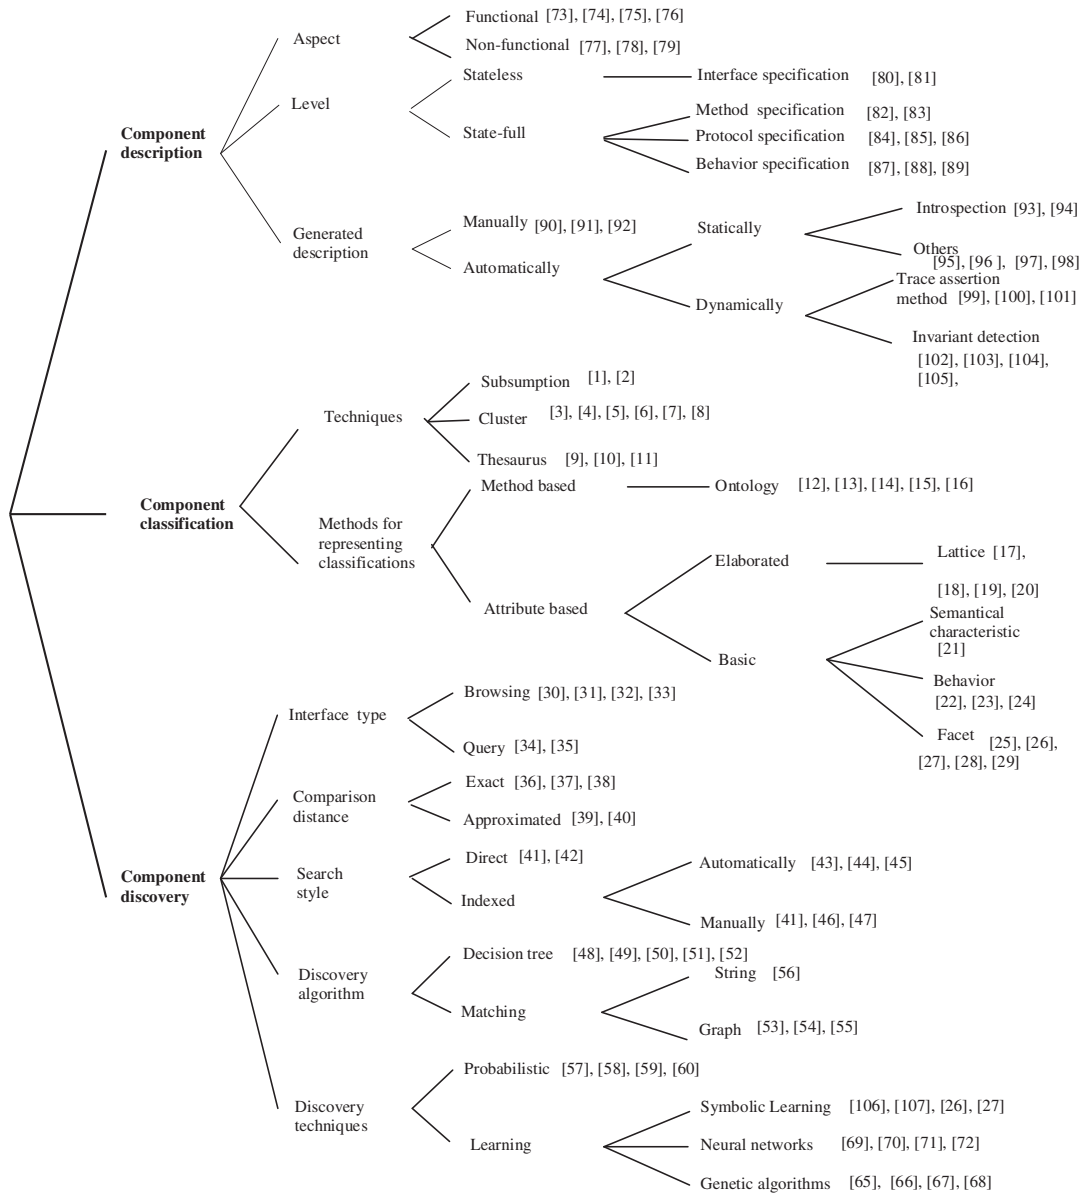 Functional [73], [74], [75], [76]
Aspect
Non-functional [77], [78], [79]
Stateless
Interface specification [80], [81]
Level
Method specification [82], [83]
State-full
Protocol specification [84], [85], [86]
Behavior specification [87], [88], [89]
Component
description
Generated
description
Manually [90], [91], [92]
Automatically
Statically
Introspection [93], [94]
Others
[95], [96 ], [97], [98]
Dynamically
Trace assertion
method [99], [100], [101]
Invariant detection
[102], [103], [104],
[105],
Component
classification
Techniques
Subsumption [1], [2]
Cluster [3], [4], [5], [6], [7], [8]
Thesaurus [9], [10], [11]
Methods for
representing
classifications
Method based
Ontology [12], [13], [14], [15], [16]
Attribute based
Elaborated
Lattice [17],
[18], [19], [20]
Basic
Semantical
characteristic
[21]
Behavior
[22], [23], [24]
Facet [25], [26],
[27], [28], [29]
Component
discovery
Interface type
Browsing [30], [31], [32], [33]
Query [34], [35]
Comparison
distance
Exact [36], [37], [38]
Approximated [39], [40]
Search
style
Direct [41], [42]
Indexed
Automatically [43], [44], [45]
Manually [41], [46], [47]
Discovery
algorithm
Decision tree [48], [49], [50], [51], [52]
Matching
String [56]
Graph [53], [54], [55]
Discovery
techniques
Probabilistic [57], [58], [59], [60]
Learning
Symbolic Learning [106], [107], [26], [27]
Neural networks [69], [70], [71], [72]
Genetic algorithms [65], [66], [67], [68]